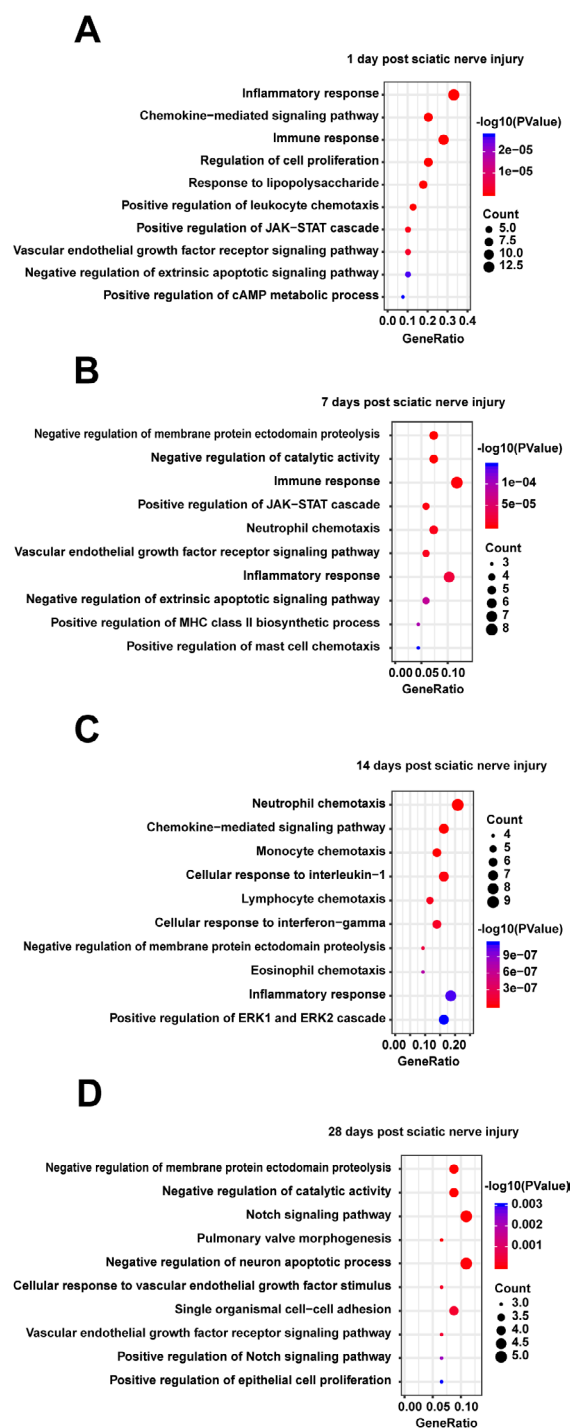 A
1 day post sciatic nerve injury
Inflammatory response
Chemokine-mediated signaling pathway
Immune response
Regulation of cell proliferation
Response to lipopolysaccharide
Positive regulation of leukocyte chemotaxis
Positive regulation of JAK-STAT cascade
Vascular endothelial growth factor receptor signaling pathway
Negative regulation of extrinsic apoptotic signaling pathway
Positive regulation of cAMP metabolic process
-log10(PValue)
2e-05
1e-05
Count
5.0
7.5
10.0
12.5
0.0 0.1 0.2 0.3 0.4
GeneRatio
B
7 days post sciatic nerve injury
Negative regulation of membrane protein ectodomain proteolysis
Negative regulation of catalytic activity
Immune response
Positive regulation of JAK-STAT cascade
Neutrophil chemotaxis
Vascular endothelial growth factor receptor signaling pathway
Inflammatory response
Negative regulation of extrinsic apoptotic signaling pathway
Positive regulation of MHC class II biosynthetic process
Positive regulation of mast cell chemotaxis
-log10(PValue)
1e-04
5e-05
Count
3
4
5
6
7
8
0.00 0.05 0.10
GeneRatio
C
14 days post sciatic nerve injury
Neutrophil chemotaxis
Chemokine-mediated signaling pathway
Monocyte chemotaxis
Cellular response to interleukin-1
Lymphocyte chemotaxis
Cellular response to interferon-gamma
Negative regulation of membrane protein ectodomain proteolysis
Eosinophil chemotaxis
Inflammatory response
Positive regulation of ERK1 and ERK2 cascade
Count
4
5
6
7
8
9
-log10(PValue)
9e-07
6e-07
3e-07
0.00 0.10 0.20
GeneRatio
D
28 days post sciatic nerve injury
Negative regulation of membrane protein ectodomain proteolysis
Negative regulation of catalytic activity
Notch signaling pathway
Pulmonary valve morphogenesis
Negative regulation of neuron apoptotic process
Cellular response to vascular endothelial growth factor stimulus
Single organismal cell-cell adhesion
Vascular endothelial growth factor receptor signaling pathway
Positive regulation of Notch signaling pathway
Positive regulation of epithelial cell proliferation
-log10(PValue)
0.003
0.002
0.001
Count
3.0
3.5
4.0
4.5
5.0
0.00 0.05 0.10
GeneRatio